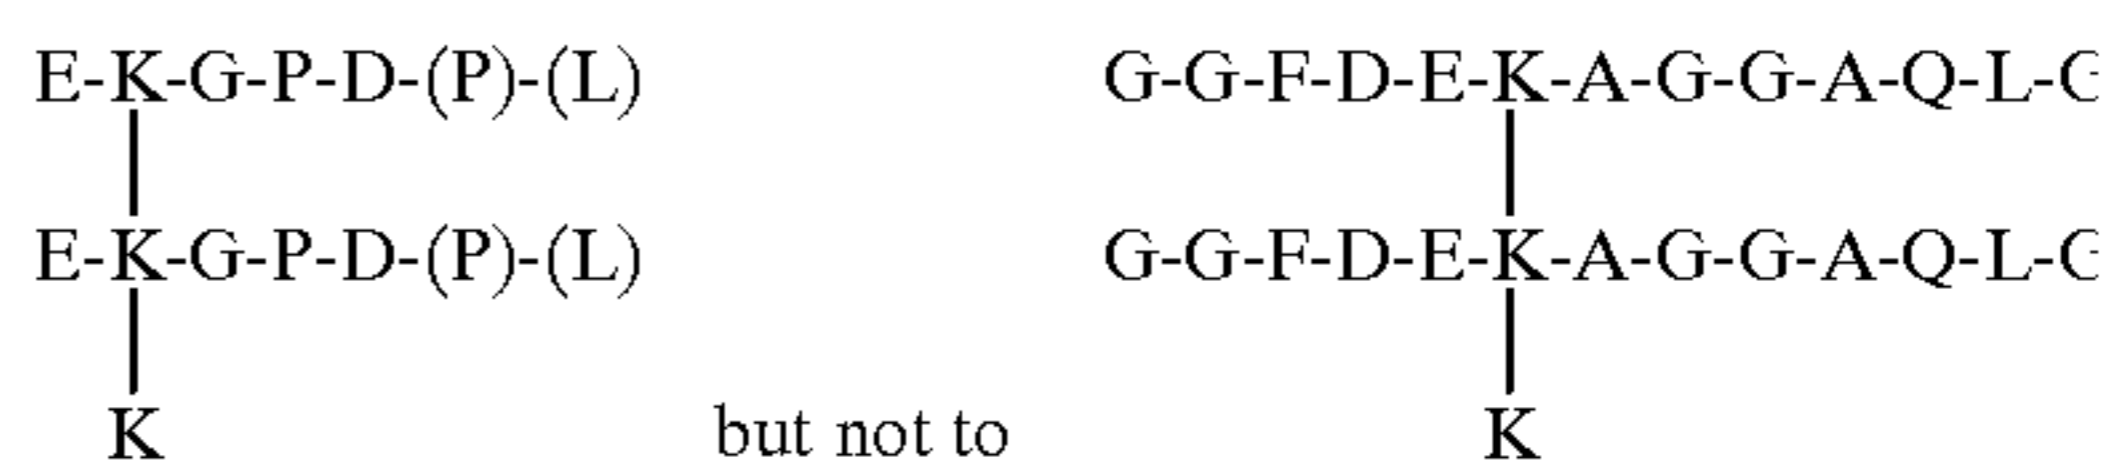 E-K-G-P-D-(P)-(L) G-G-F-D-E-K-A-G-G-A-Q-L-
E-K-G-P-D-(P)-(L) G-G-F-D-E-K-A-G-G-A-Q-L-
K but not to K